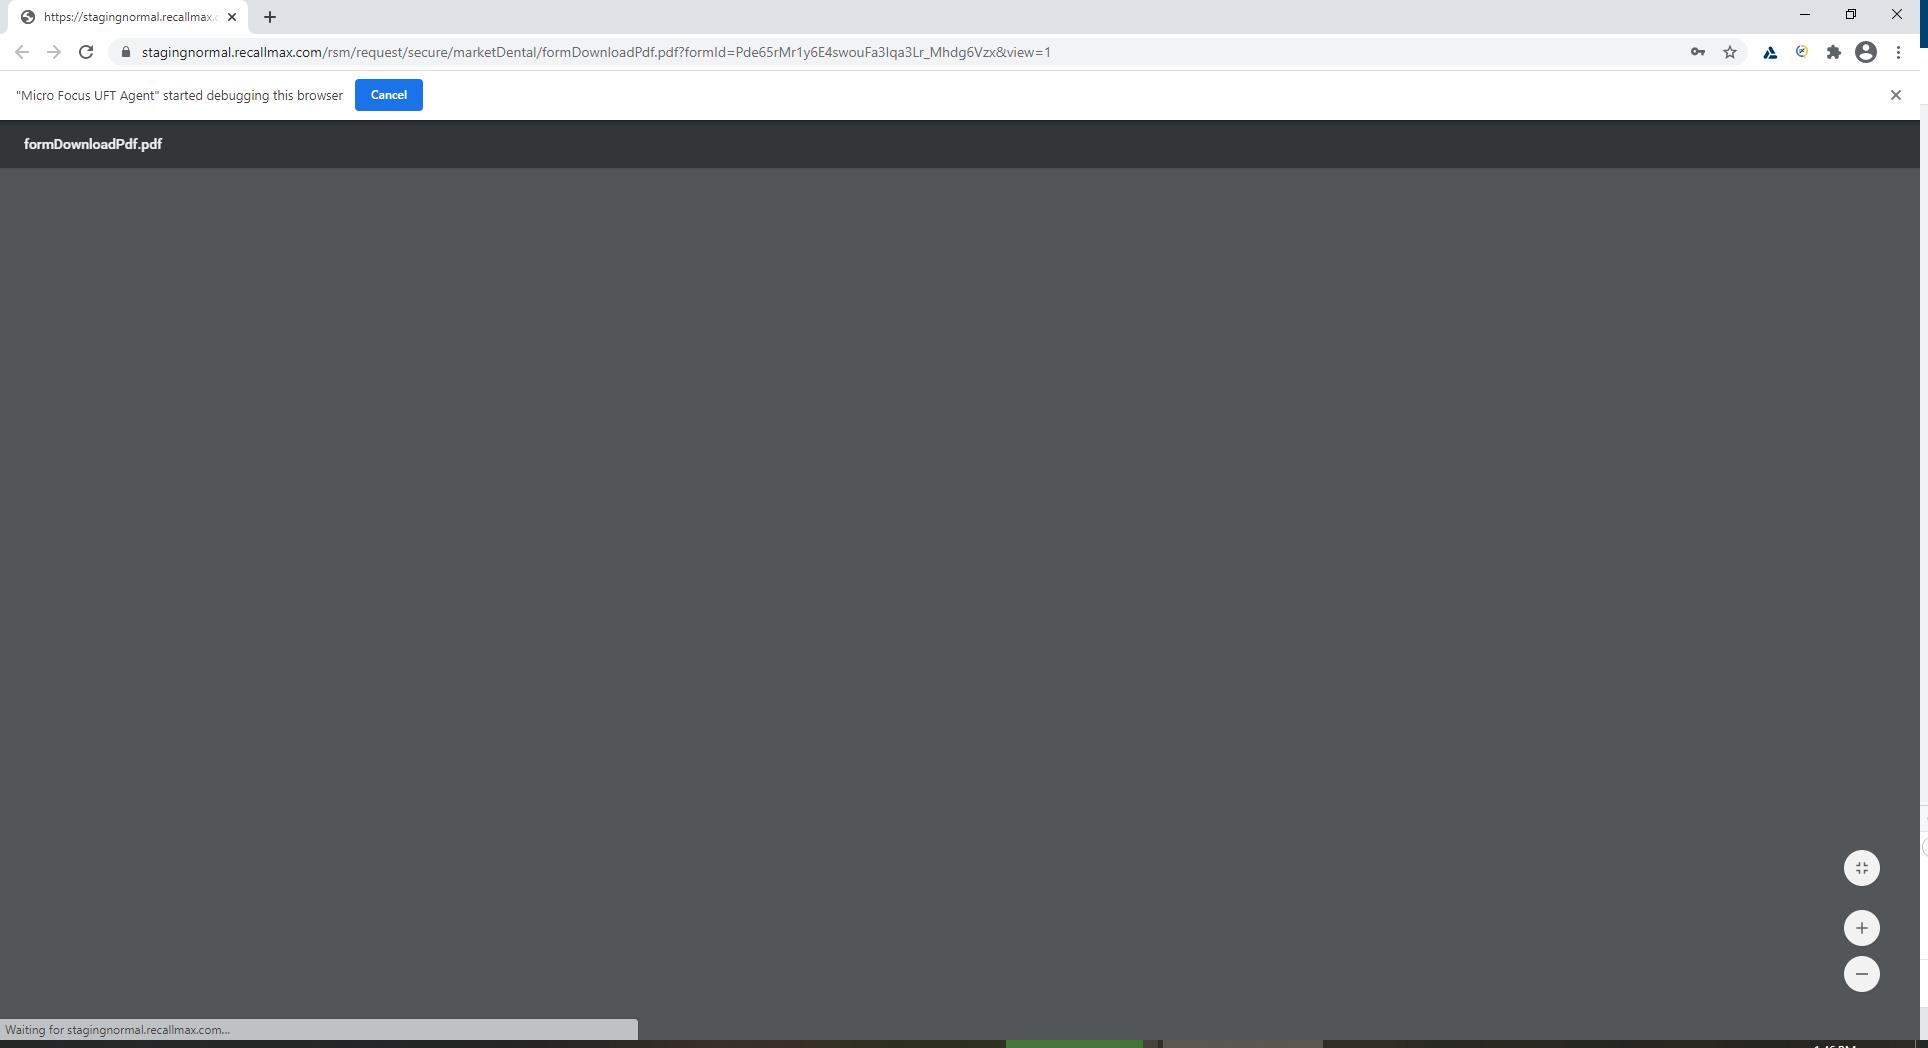 https://stagingnormal.recallmax.c
stagingnormal.recallmax.com/rsm/request/secure/marketDental/formDownloadPdf.pdf?formId=Pde65rMr1y6E4swouFa3Iqa3Lr_Mhdg6Vzx&view=1
"Micro Focus UFT Agent" started debugging this browser
Cancel
formDownloadPdf.pdf
Waiting for stagingnormal.recallmax.com...